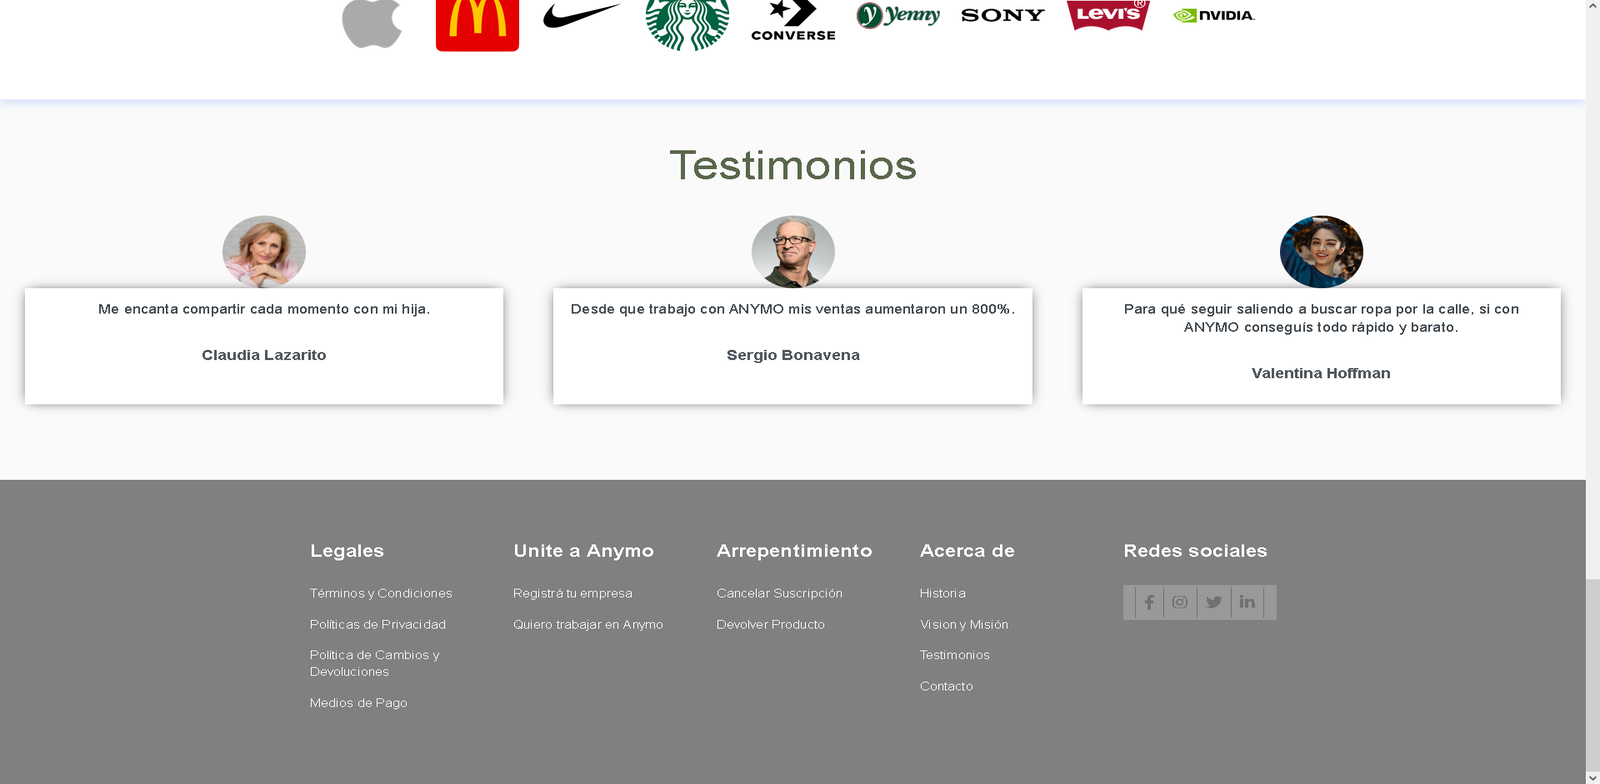 CONVERSE
Yenny
SONY
LEVI'S®
NVIDIA.
Testimonios
Me encanta compartir cada momento con mi hija.
Claudia Lazarito
Desde que trabajo con ANYMO mis ventas aumentaron un 800%.
Sergio Bonavena
Para qué seguir saliendo a buscar ropa por la calle, si con
ANYMO conseguís todo rápido y barato.
Valentina Hoffman
Legales
Términos y Condiciones
Políticas de Privacidad
Política de Cambios y
Devoluciones
Medios de Pago
Unite a Anymo
Registrá tu empresa
Quiero trabajar en Anymo
Arrepentimiento
Cancelar Suscripción
Devolver Producto
Acerca de
Historia
Vision y Misión
Testimonios
Contacto
Redes sociales